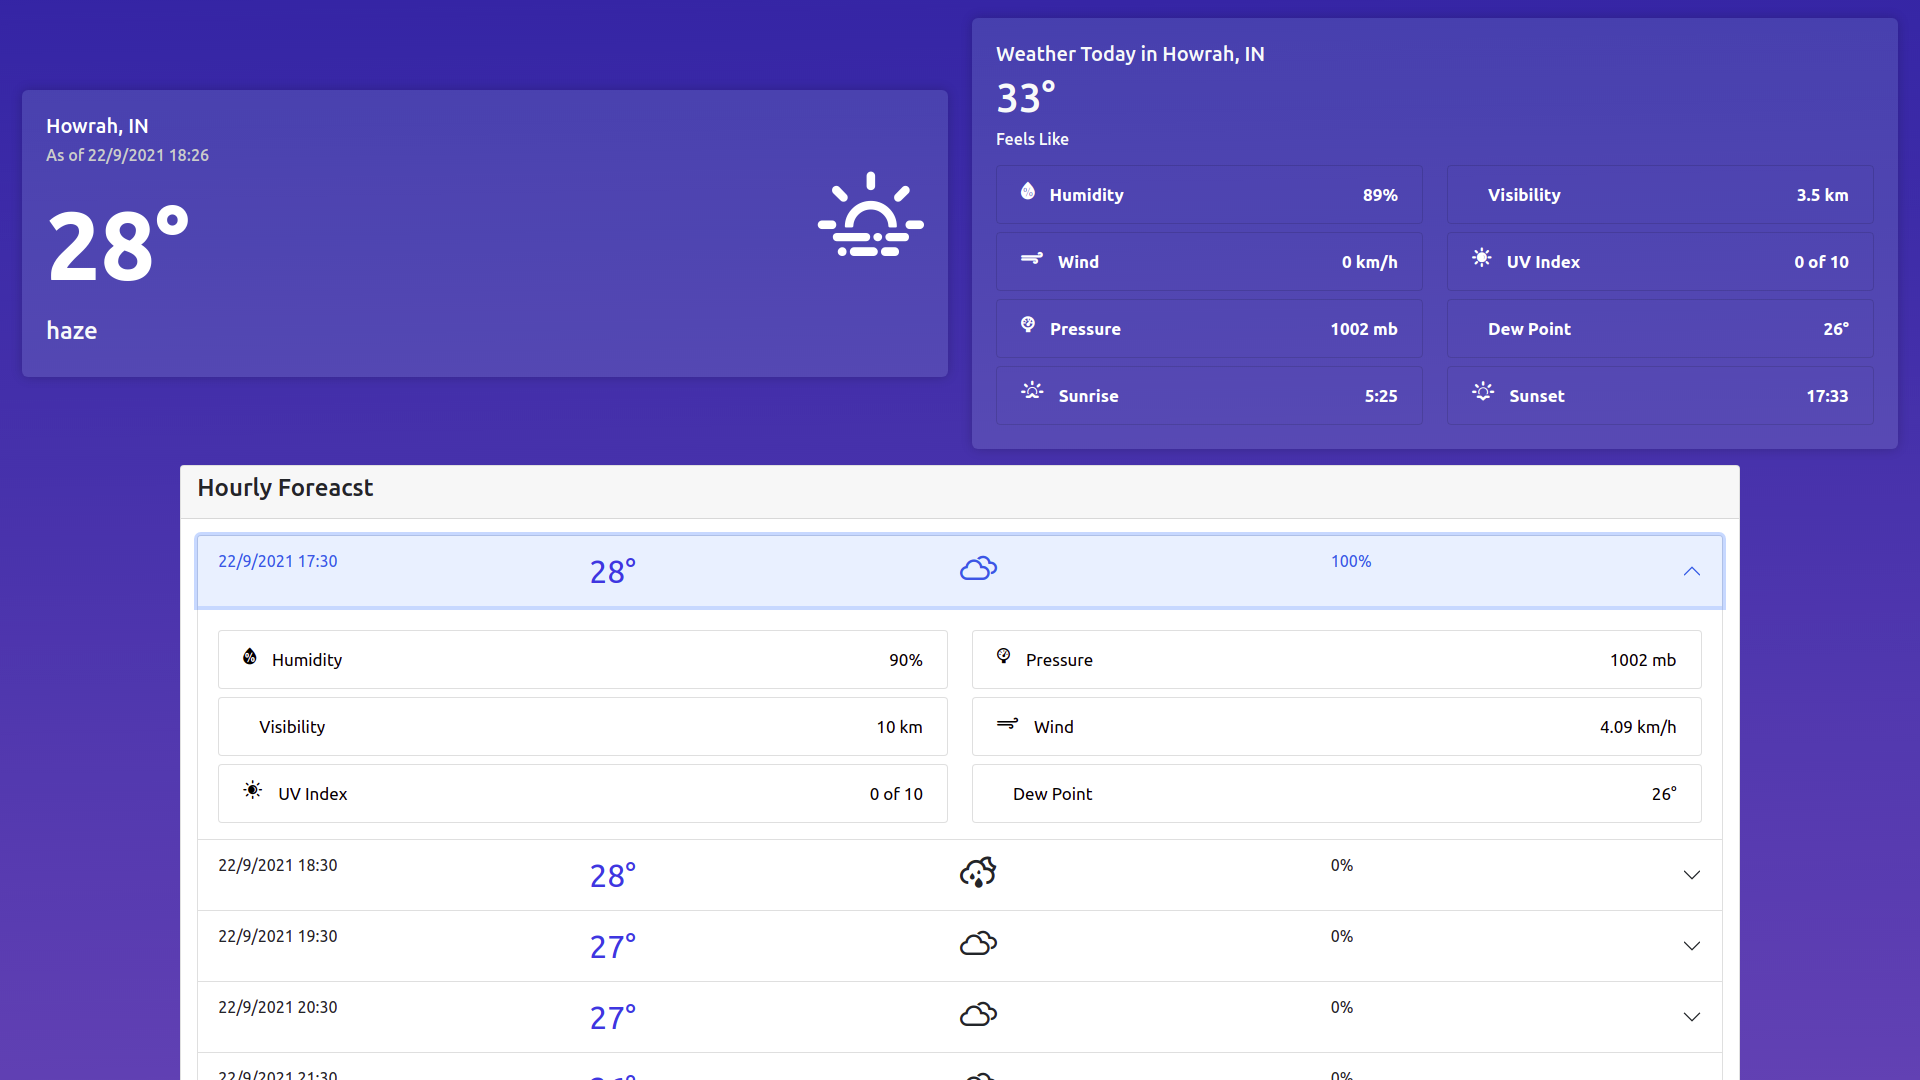 Howrah, IN
As of 22/9/2021 18:26
28°
haze
Weather Today in Howrah, IN
33°
Feels Like
Humidity 89%
Visibility 3.5 km
Wind 0 km/h
UV Index 0 of 10
Pressure 1002 mb
Dew Point 26°
Sunrise 5:25
Sunset 17:33
Hourly Foreacst
22/9/2021 17:30 28° 100%
Humidity 90%
Pressure 1002 mb
Visibility 10 km
Wind 4.09 km/h
UV Index 0 of 10
Dew Point 26°
22/9/2021 18:30 28° 0%
22/9/2021 19:30 27° 0%
22/9/2021 20:30 27° 0%
22/9/2021 21:30 0%